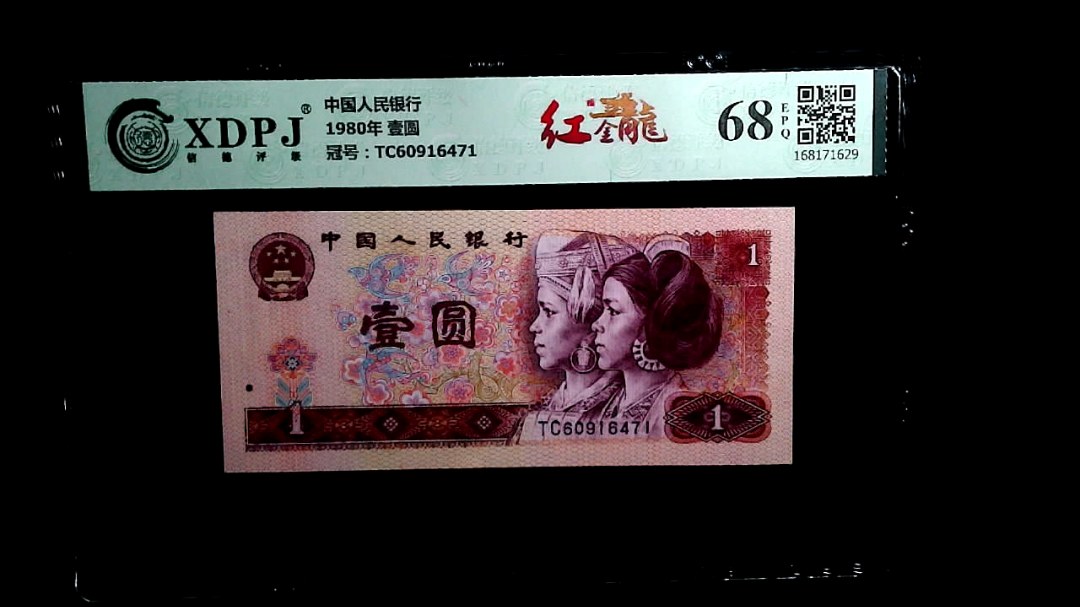 XDPJ®
信德评级
中国人民银行
1980年 壹圆
冠号：TC60916471
红金龍
68
EPQ
168171629
中国人民银行
1
壹圆
1
TC60916471
1